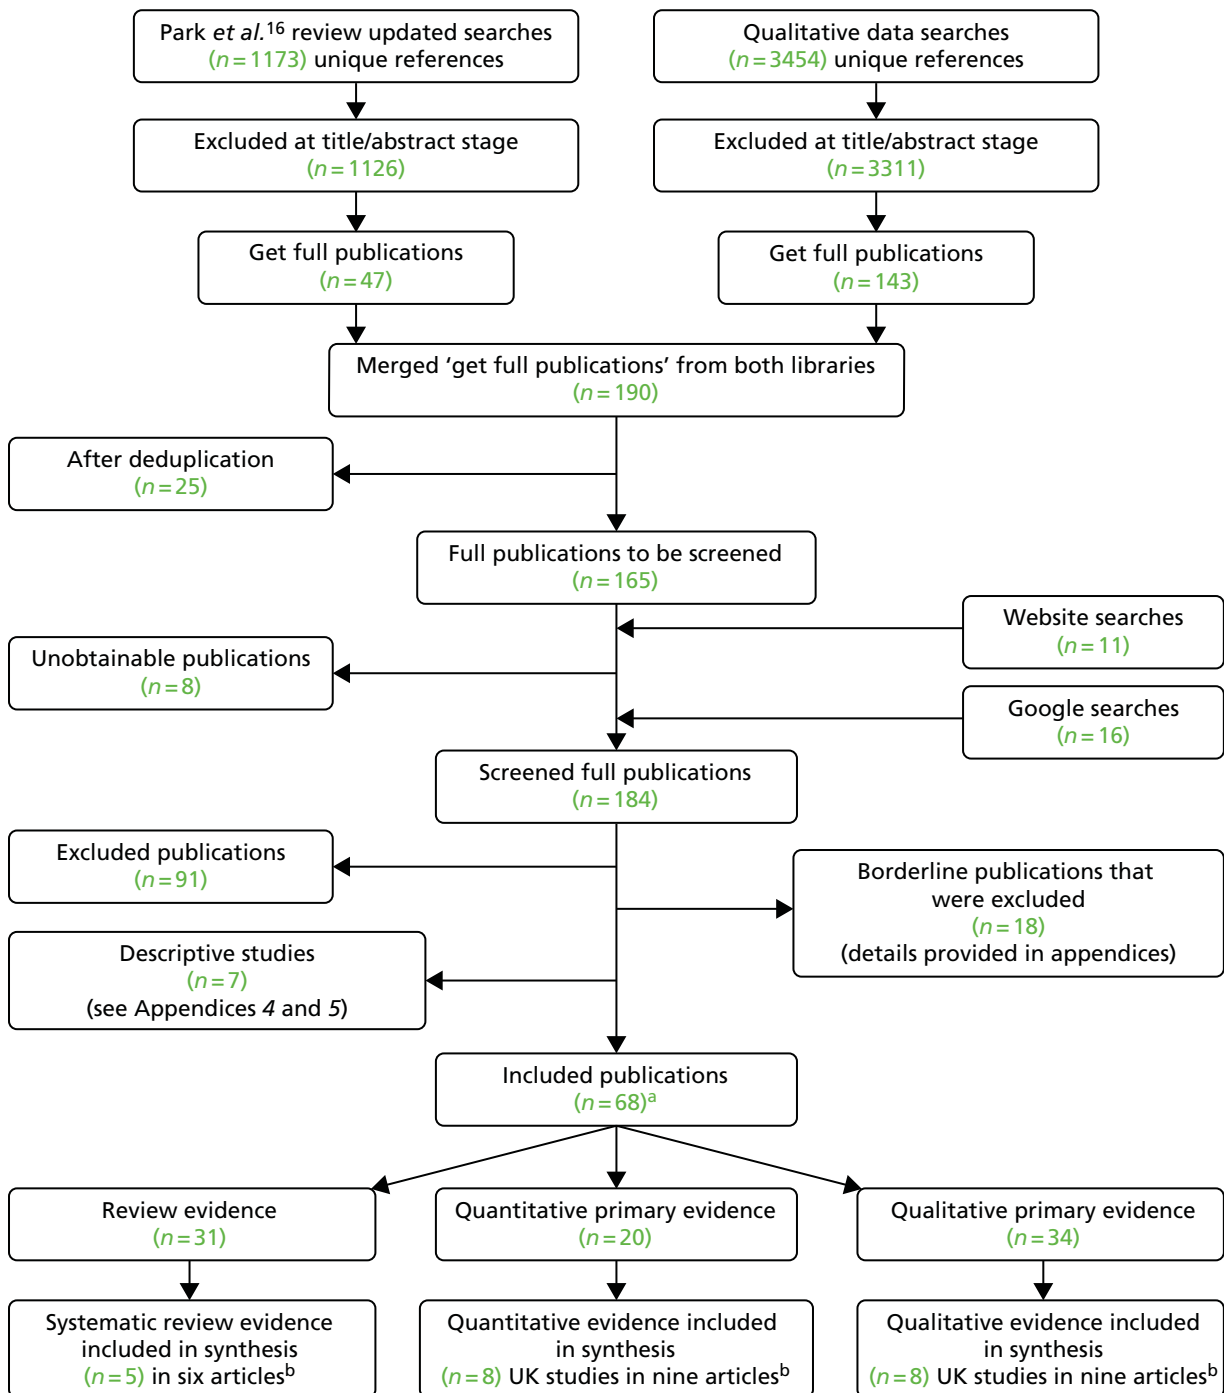 Park et al.16 review updated searches
(n=1173) unique references
Qualitative data searches
(n=3454) unique references
Excluded at title/abstract stage
(n=1126)
Excluded at title/abstract stage
(n=3311)
Get full publications
(n=47)
Get full publications
(n=143)
Merged ‘get full publications’ from both libraries
(n=190)
After deduplication
(n=25)
Full publications to be screened
(n=165)
Website searches
(n=11)
Unobtainable publications
(n=8)
Google searches
(n=16)
Screened full publications
(n=184)
Excluded publications
(n=91)
Borderline publications that
were excluded
(n=18)
(details provided in appendices)
Descriptive studies
(n=7)
(see Appendices 4 and 5)
Included publications
(n=68)a
Review evidence
(n=31)
Quantitative primary evidence
(n=20)
Qualitative primary evidence
(n=34)
Systematic review evidence
included in synthesis
(n=5) in six articlesb
Quantitative evidence included
in synthesis
(n=8) UK studies in nine articlesb
Qualitative evidence included
in synthesis
(n=8) UK studies in nine articlesb